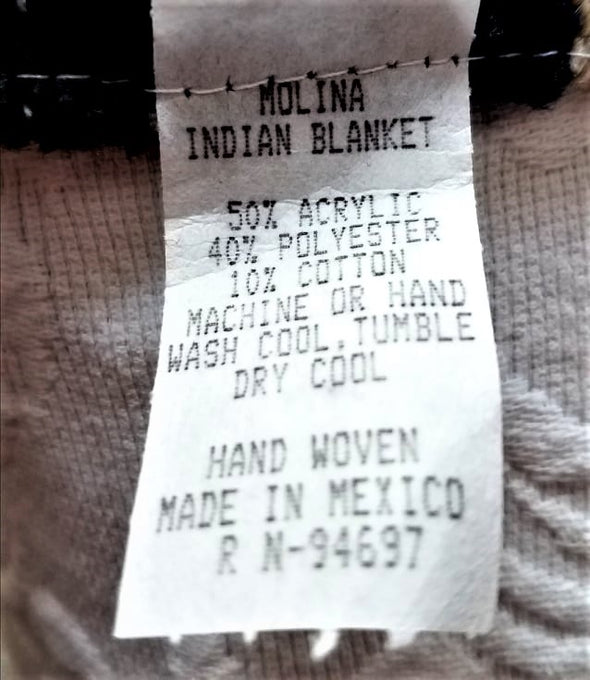 MOLINA
INDIAN BLANKET
50% ACRYLIC
40% POLYESTER
10% COTTON
MACHINE OR HAND
WASH COOL.TUMBLE
DRY COOL
HAND WOVEN
MADE IN MEXICO
R N-94697